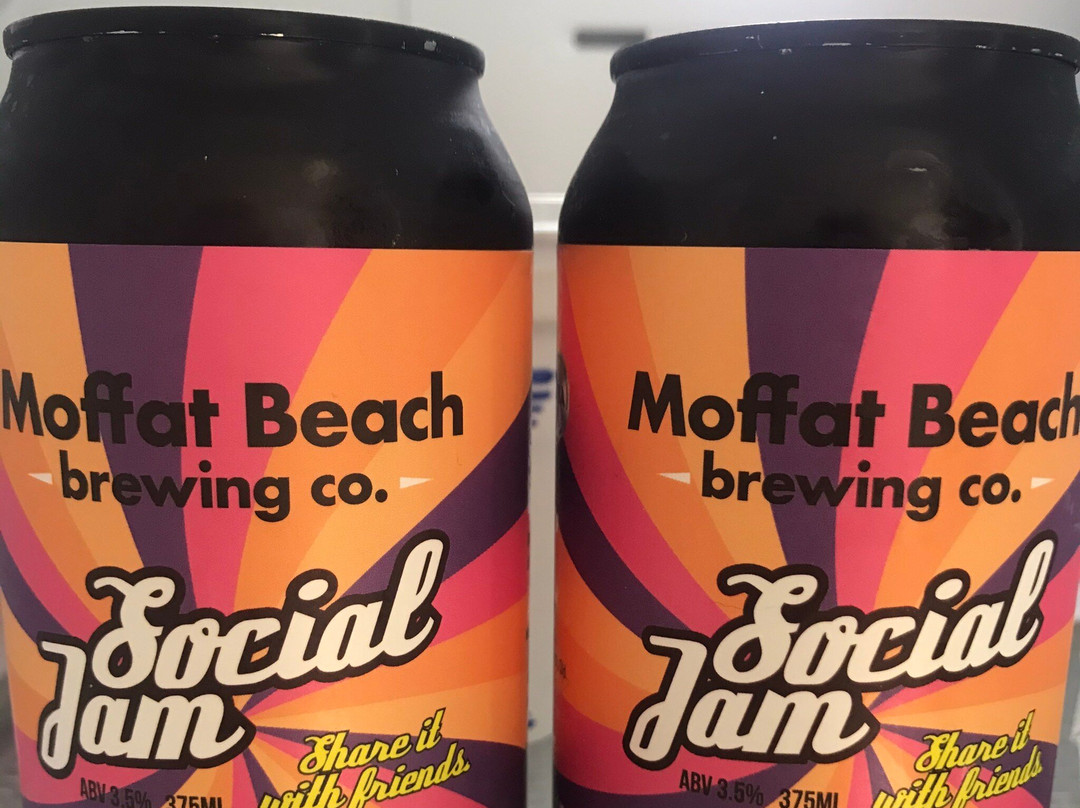 Moffat Beach
brewing co.
Social
Jam
Share it
with friends
ABV 3.5% 375ML
Moffat Beach
brewing co.
Social
Jam
Share it
with friends
ABV 3.5% 375ML